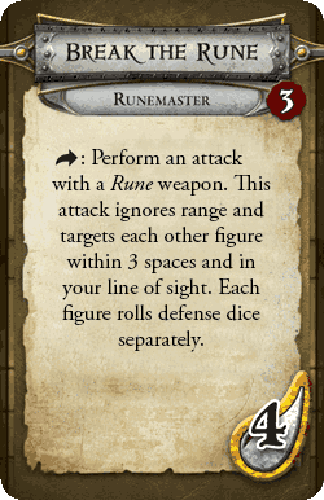 Break the Rune
Runemaster
3
: Perform an attack
with a Rune weapon. This
attack ignores range and
targets each other figure
within 3 spaces and in
your line of sight. Each
figure rolls defense dice
separately.
4